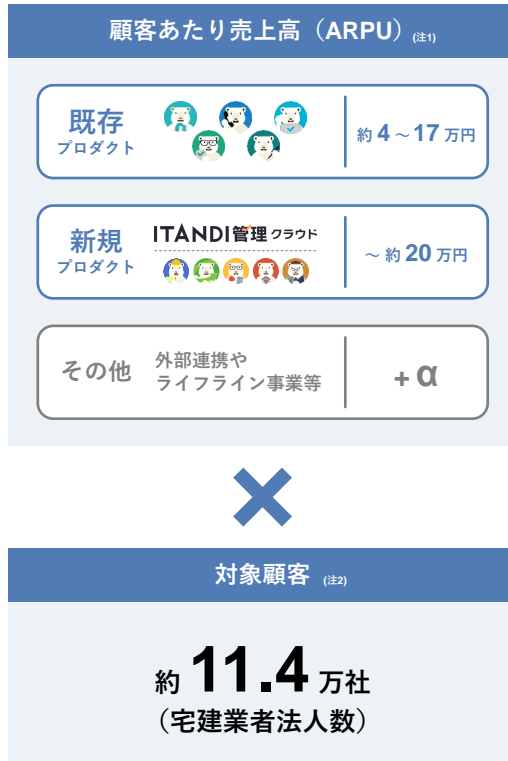 顧客あたり売上高（ARPU）(注1)
既存
プロダクト
約 4 ～ 17 万円
新規
プロダクト
ITANDI管理クラウド
～ 約 20 万円
その他
外部連携や
ライフライン事業等
+ α
×
対象顧客 (注2)
約 11.4 万社
（宅建業者法人数）